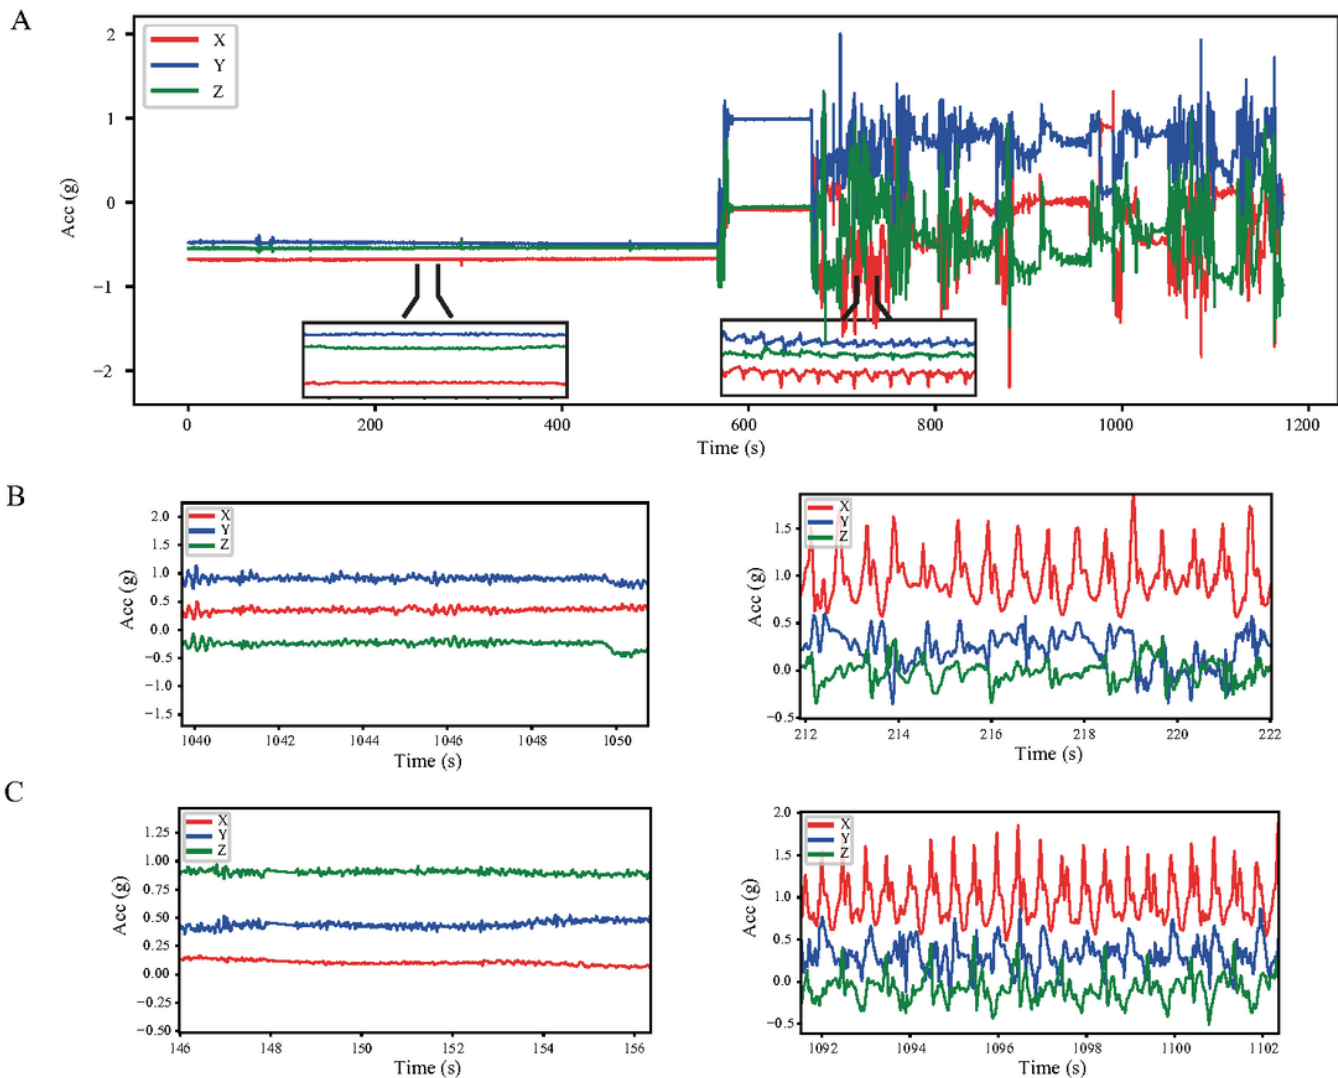 A
X
Y
Z
Acc (g)
2
1
0
−1
−2
0
200
400
600
800
1000
1200
Time (s)
B
X
Y
Z
Acc (g)
2.0
1.5
1.0
0.5
0.0
−0.5
−1.0
−1.5
1040
1042
1044
1046
1048
1050
Time (s)
X
Y
Z
Acc (g)
1.5
1.0
0.5
0.0
−0.5
212
214
216
218
220
222
Time (s)
C
X
Y
Z
Acc (g)
1.25
1.00
0.75
0.50
0.25
0.00
−0.25
−0.50
146
148
150
152
154
156
Time (s)
X
Y
Z
Acc (g)
2.0
1.5
1.0
0.5
0.0
−0.5
1092
1094
1096
1098
1100
1102
Time (s)